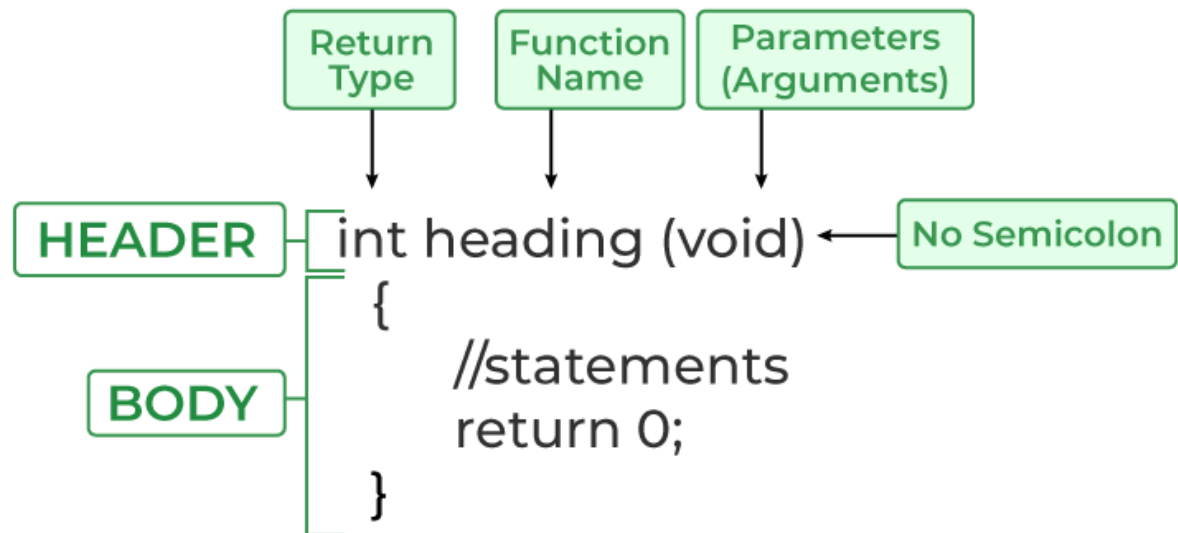 Return
Type
Function
Name
Parameters
(Arguments)
HEADER
int heading (void)
No Semicolon
{
//statements
BODY
return 0;
}